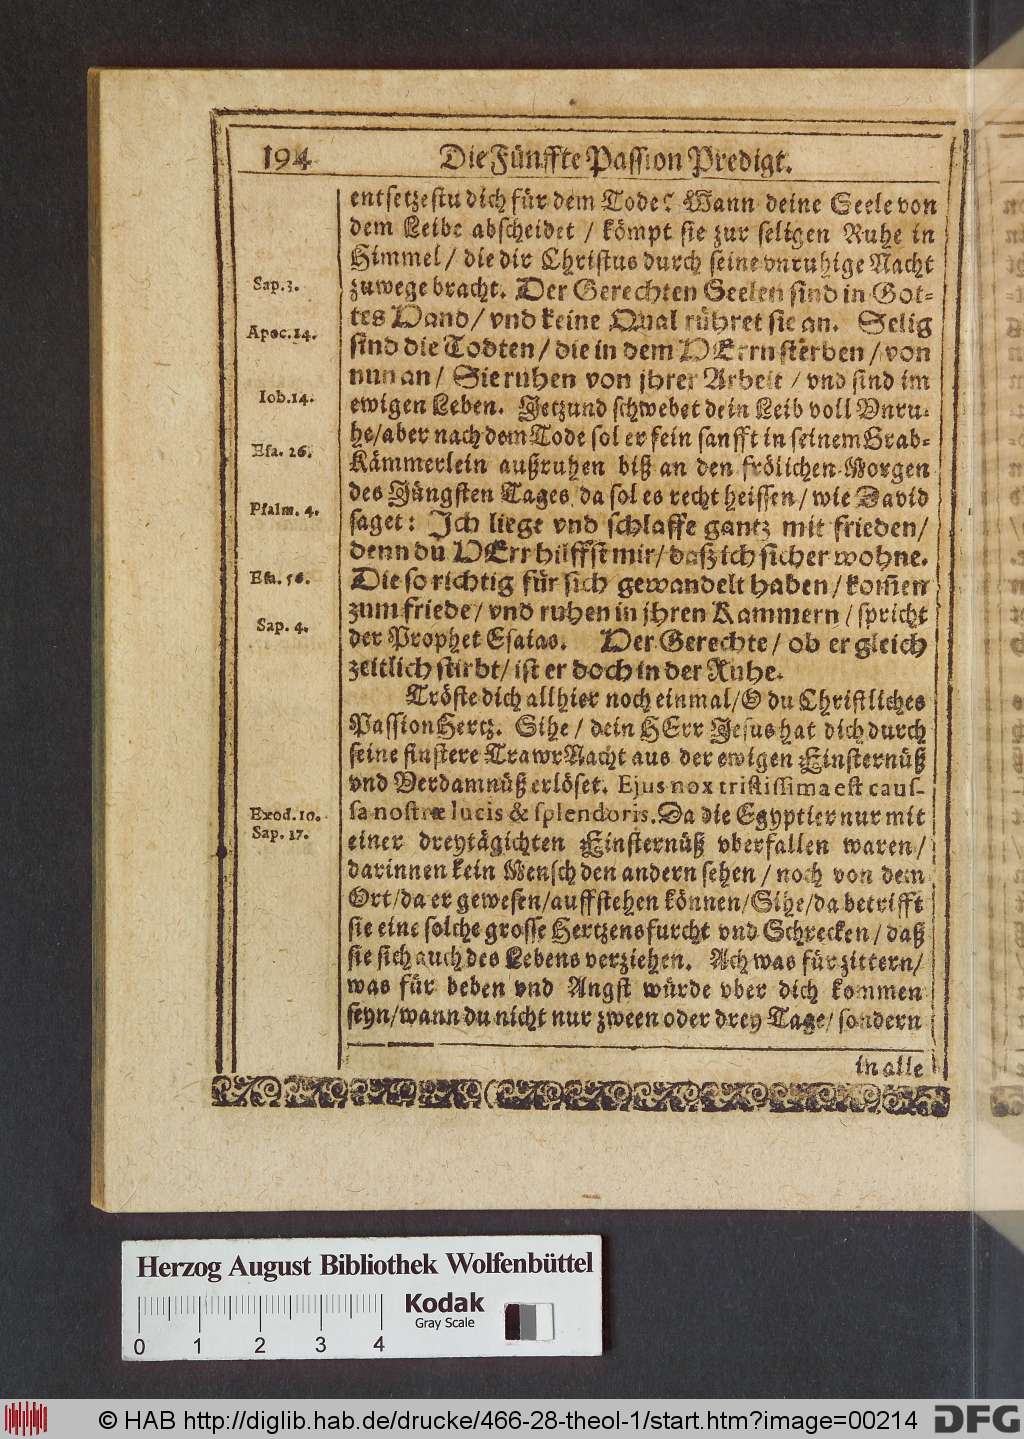 194 Die Fünffte Passion Predigt.
entsetzestu dich für dem Tode? Wann deine Seele von
dem Leibe abscheidet / kömpt sie zur seligen Ruhe in
Himmel / die dir Christus durch seine vnruhige Nacht
Sap.3. zuwege bracht. Der Gerechten Seelen sind in Got-
tes Hand / vnd keine Qual rühret sie an. Selig
Apoc.14. sind die Todten / die in dem HErrn sterben / von
nun an / Sie ruhen von jhrer Arbeit / vnd sind im
Iob.14. ewigen Leben. Jetzund schwebet dein Leib voll Vnru-
he/ aber nach dem Tode sol er fein sanfft in seinem Grab-
Esa. 26. Kämmerlein außruhen biß an den frölichen Morgen
des Jüngsten Tages/ da sol es recht heissen / wie David
Psalm. 4. saget: Ich liege vnd schlaffe gantz mit frieden/
denn du HErr hilffst mir/ daß ich sicher wohne.
Esa. 56. Die so richtig für sich gewandelt haben / kom̃en
zum friede / vnd ruhen in jhren Kammern / spricht
Sap. 4. der Prophet Esaias. Der Gerechte / ob er gleich
zeitlich stirbt/ ist er doch in der Ruhe.
Tröste dich allhier noch einmal/ O du Christliches
Passion Hertz. Sihe / dein HErr Jesus hat dich durch
seine finstere TrawrNacht aus der ewigen Finsternüß
vnd Verdamnüß erlöset. Ejus nox tristissima est caus-
Exod. 10. sa nostræ lucis & splendoris. Da die Egyptier nur mit
Sap. 17. einer dreytägichten Finsternüß vberfallen waren /
darinnen kein Mensch den andern sehen / noch von dem
Ort/ da er gewesen/ auffstehen können/ Sihe/ da betrifft
sie eine solche grosse Hertzensfurcht vnd Schrecken / daß
sie sich auch des Lebens verziehen. Ach was für zittern/
was für beben vnd Angst würde vber dich kommen
seyn/ wann du nicht nur zween oder drey Tage/ sondern
in alle
Herzog August Bibliothek Wolfenbüttel
Kodak
Gray Scale
0 1 2 3 4
© HAB http://diglib.hab.de/drucke/466-28-theol-1/start.htm?image=00214 DFG